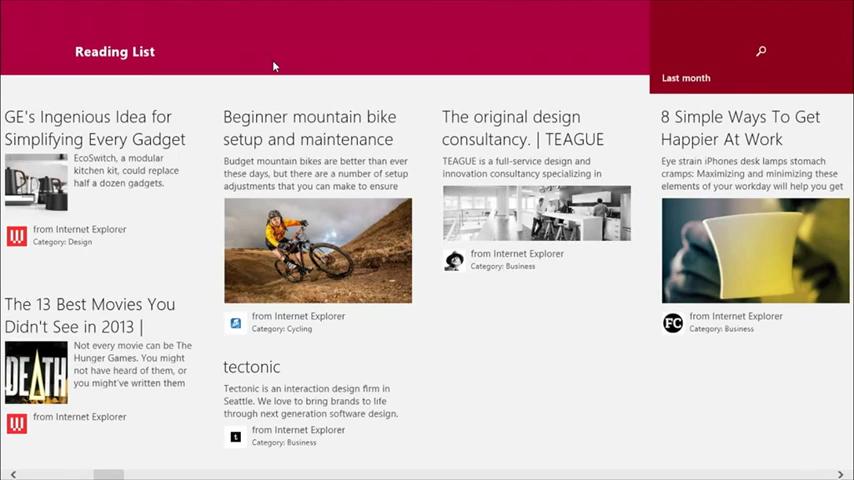 Reading List
Last month
GE's Ingenious Idea for
Simplifying Every Gadget
EcoSwitch, a modular
kitchen kit, could replace
half a dozen gadgets.
from Internet Explorer
Category: Design
The 13 Best Movies You
Didn't See in 2013 |
DEATH
Not every movie can be The
Hunger Games. You might
not have heard of them, or
you might've written them
from Internet Explorer
Beginner mountain bike
setup and maintenance
Budget mountain bikes are better than ever
these days, but there are a number of setup
adjustments that you can make to ensure
from Internet Explorer
Category: Cycling
tectonic
Tectonic is an interaction design firm in
Seattle. We love to bring brands to life
through next generation software design.
t
from Internet Explorer
Category: Business
The original design
consultancy. | TEAGUE
TEAGUE is a full-service design and
innovation consultancy specializing in
from Internet Explorer
Category: Business
8 Simple Ways To Get
Happier At Work
Eye strain iPhones desk lamps stomach
cramps: Maximizing and minimizing these
elements of your workday will help you get
FC
from Internet Explorer
Category: Business